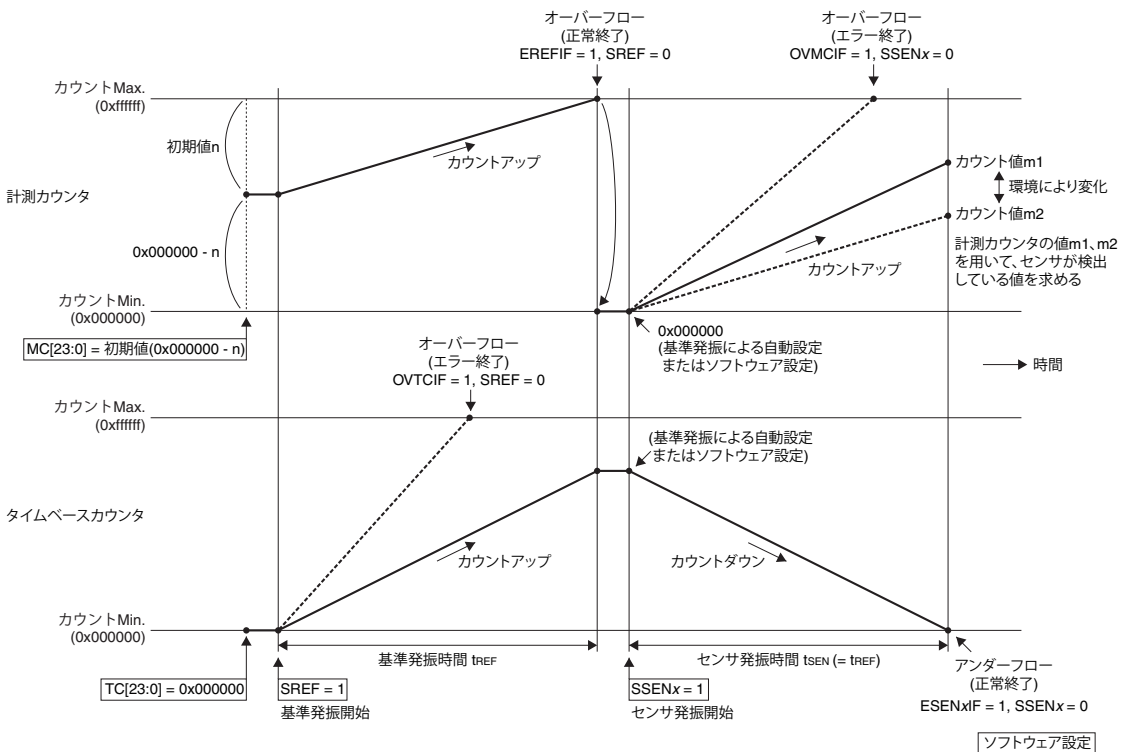 オーバーフロー
(正常終了)
EREFIF = 1, SREF = 0
オーバーフロー
(エラー終了)
OVMCIF = 1, SSENx = 0
カウントMax.
(0xffffff)
初期値n
カウントアップ
計測カウンタ
0x000000 - n
カウント値m1
環境により変化
カウント値m2
計測カウンタの値m1、m2
を用いて、センサが検出
している値を求める
カウントアップ
カウントMin.
(0x000000)
MC[23:0] = 初期値(0x000000 - n)
0x000000
(基準発振による自動設定
またはソフトウェア設定)
時間
オーバーフロー
(エラー終了)
OVTCIF = 1, SREF = 0
カウントMax.
(0xffffff)
(基準発振による自動設定
またはソフトウェア設定)
タイムベースカウンタ
カウントアップ
カウントダウン
カウントMin.
(0x000000)
基準発振時間 tREF
センサ発振時間 tSEN (= tREF)
TC[23:0] = 0x000000
SREF = 1
基準発振開始
SSENx = 1
センサ発振開始
アンダーフロー
(正常終了)
ESENxIF = 1, SSENx = 0
ソフトウェア設定